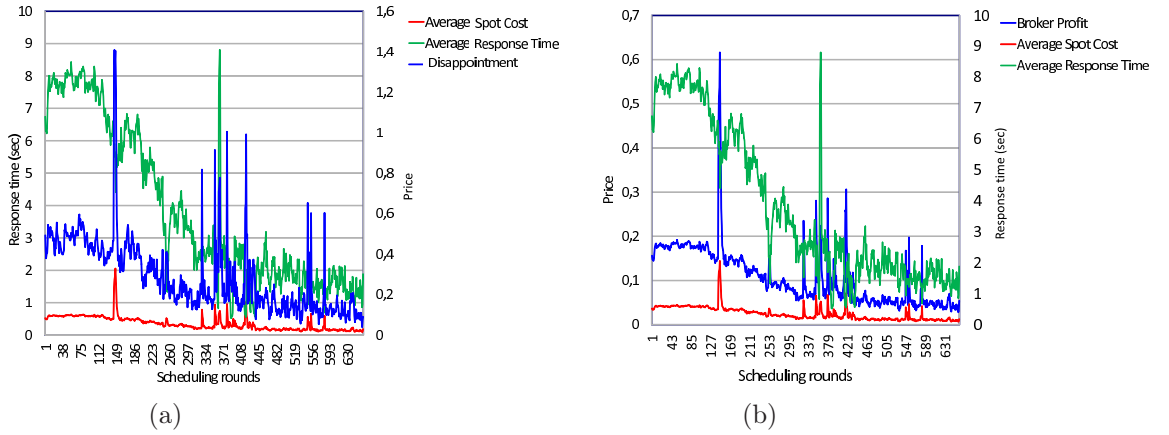 Average Spot Cost
Average Response Time
Disappointment
10
9
8
7
6
5
4
3
2
1
0
Response time (sec)
1,6
1,4
1,2
1
0,8
0,6
0,4
0,2
0
Price
1 38 75 112 149 186 223 260 297 334 371 408 445 482 519 556 593 630
Scheduling rounds
(a)
Broker Profit
Average Spot Cost
Average Response Time
0,7
0,6
0,5
0,4
0,3
0,2
0,1
0
Price
10
9
8
7
6
5
4
3
2
1
0
Response time (sec)
1 43 85 127 169 211 253 295 337 379 421 463 505 547 589 631
Scheduling rounds
(b)